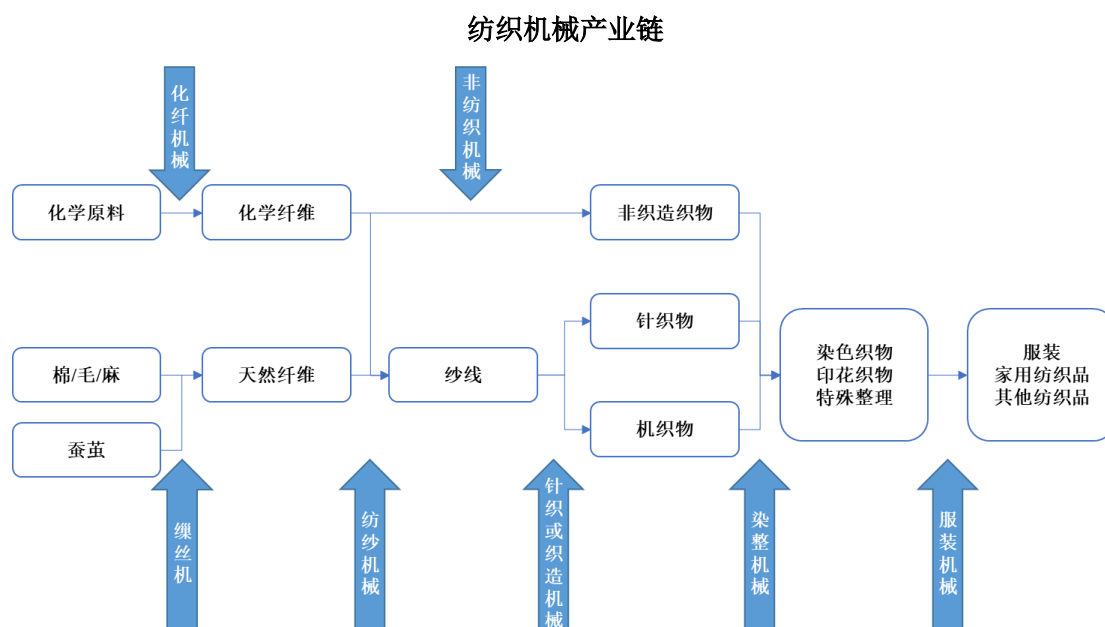 纺织机械产业链
化纤机械
非纺织机械
化学原料
化学纤维
非织造织物
针织物
棉/毛/麻
天然纤维
纱线
染色织物
印花织物
特殊整理
服装
家用纺织品
其他纺织品
机织物
蚕茧
缫丝机
纺纱机械
针织或织造机械
染整机械
服装机械